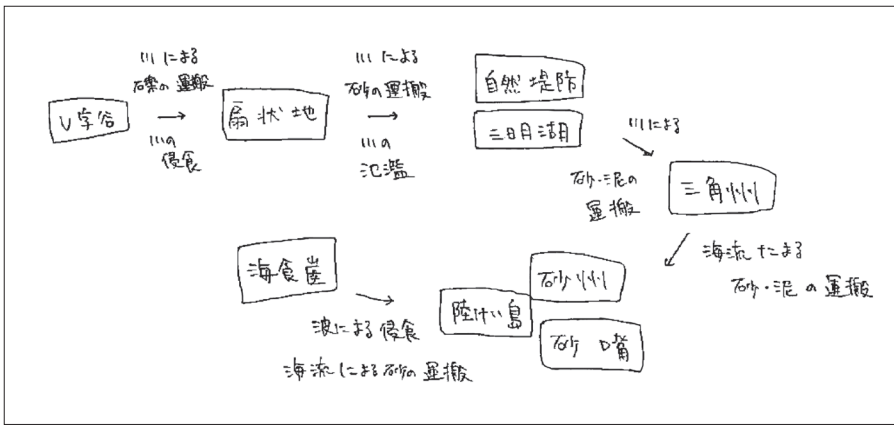 V字谷
川による
礫の運搬
川の
侵食
扇状地
川による
砂の運搬
川の
氾濫
自然堤防
三日月湖
川による
砂・泥の
運搬
三角州
海流による
砂・泥の運搬
海食崖
波による侵食
海流による砂の運搬
砂州
陸けい島
砂嘴